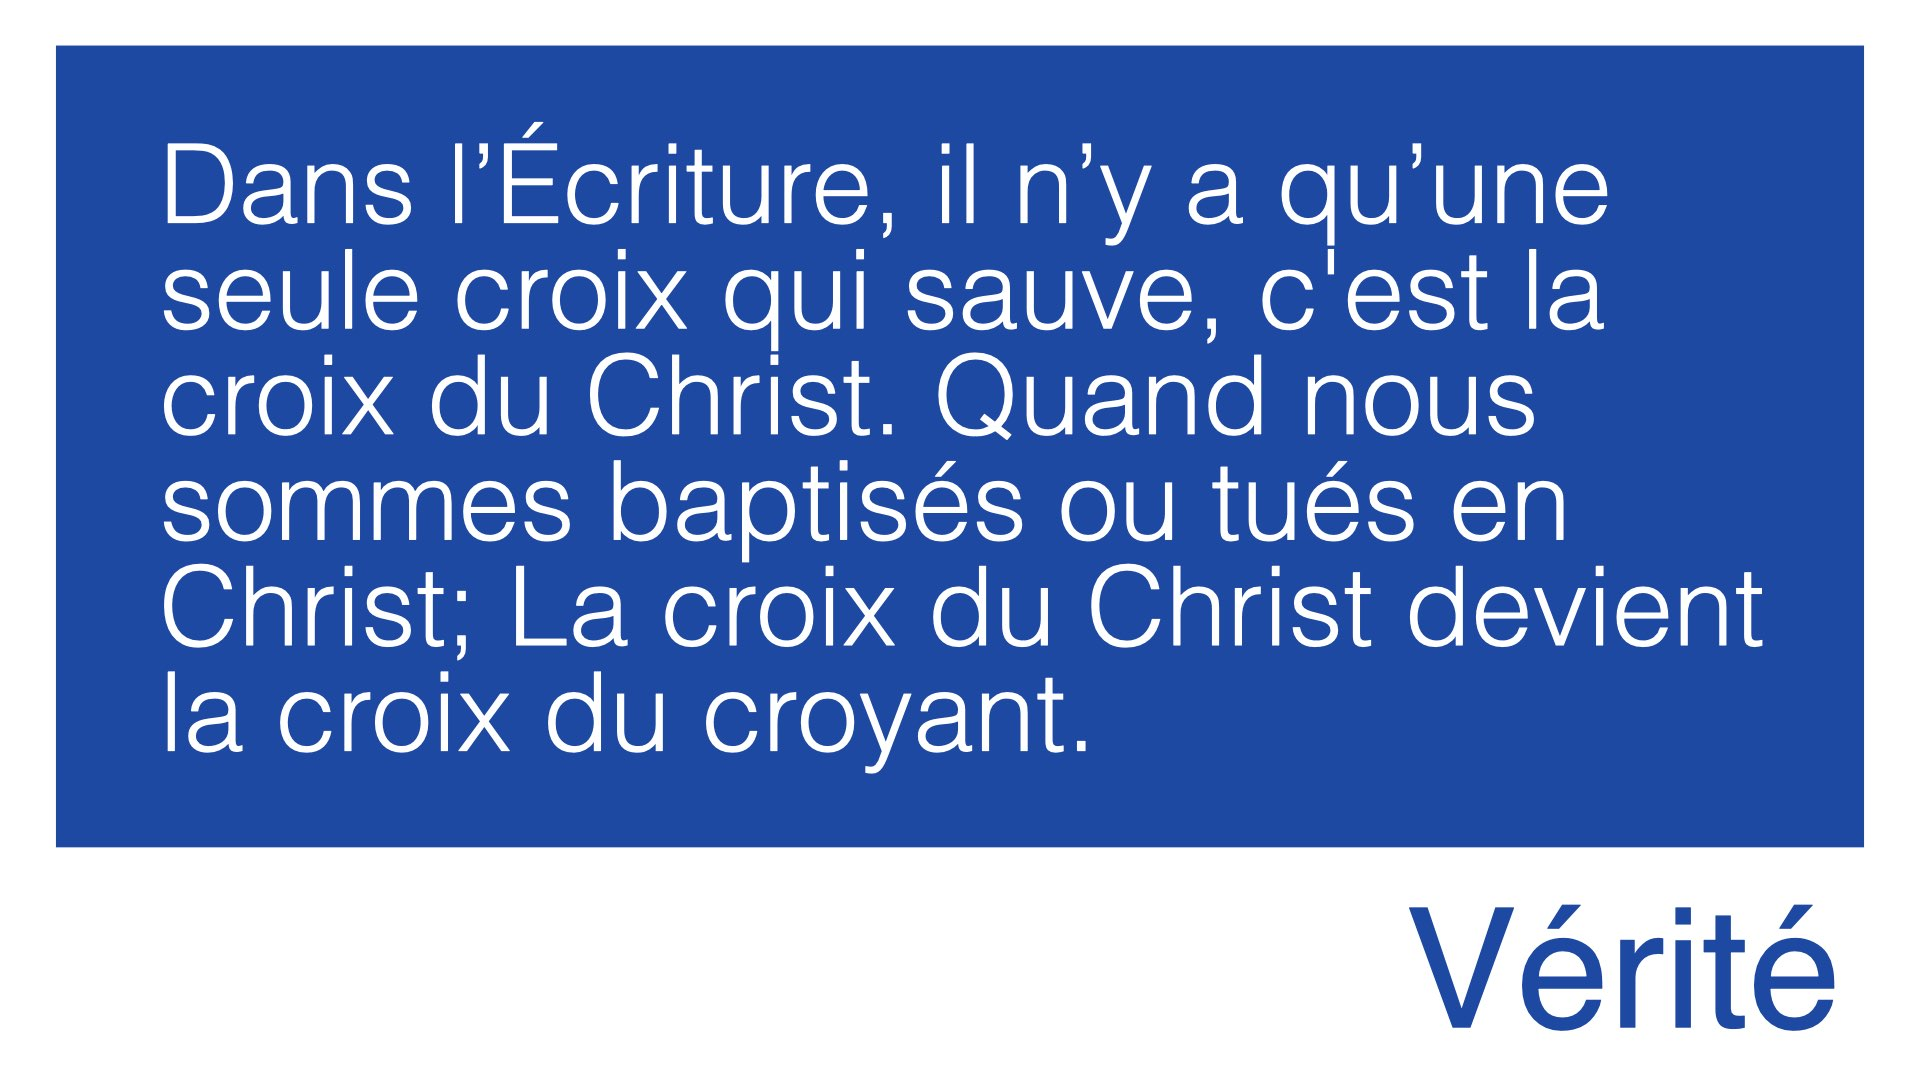 Dans l’Écriture, il n’y a qu’une
seule croix qui sauve, c'est la
croix du Christ. Quand nous
sommes baptisés ou tués en
Christ; La croix du Christ devient
la croix du croyant.
Vérité